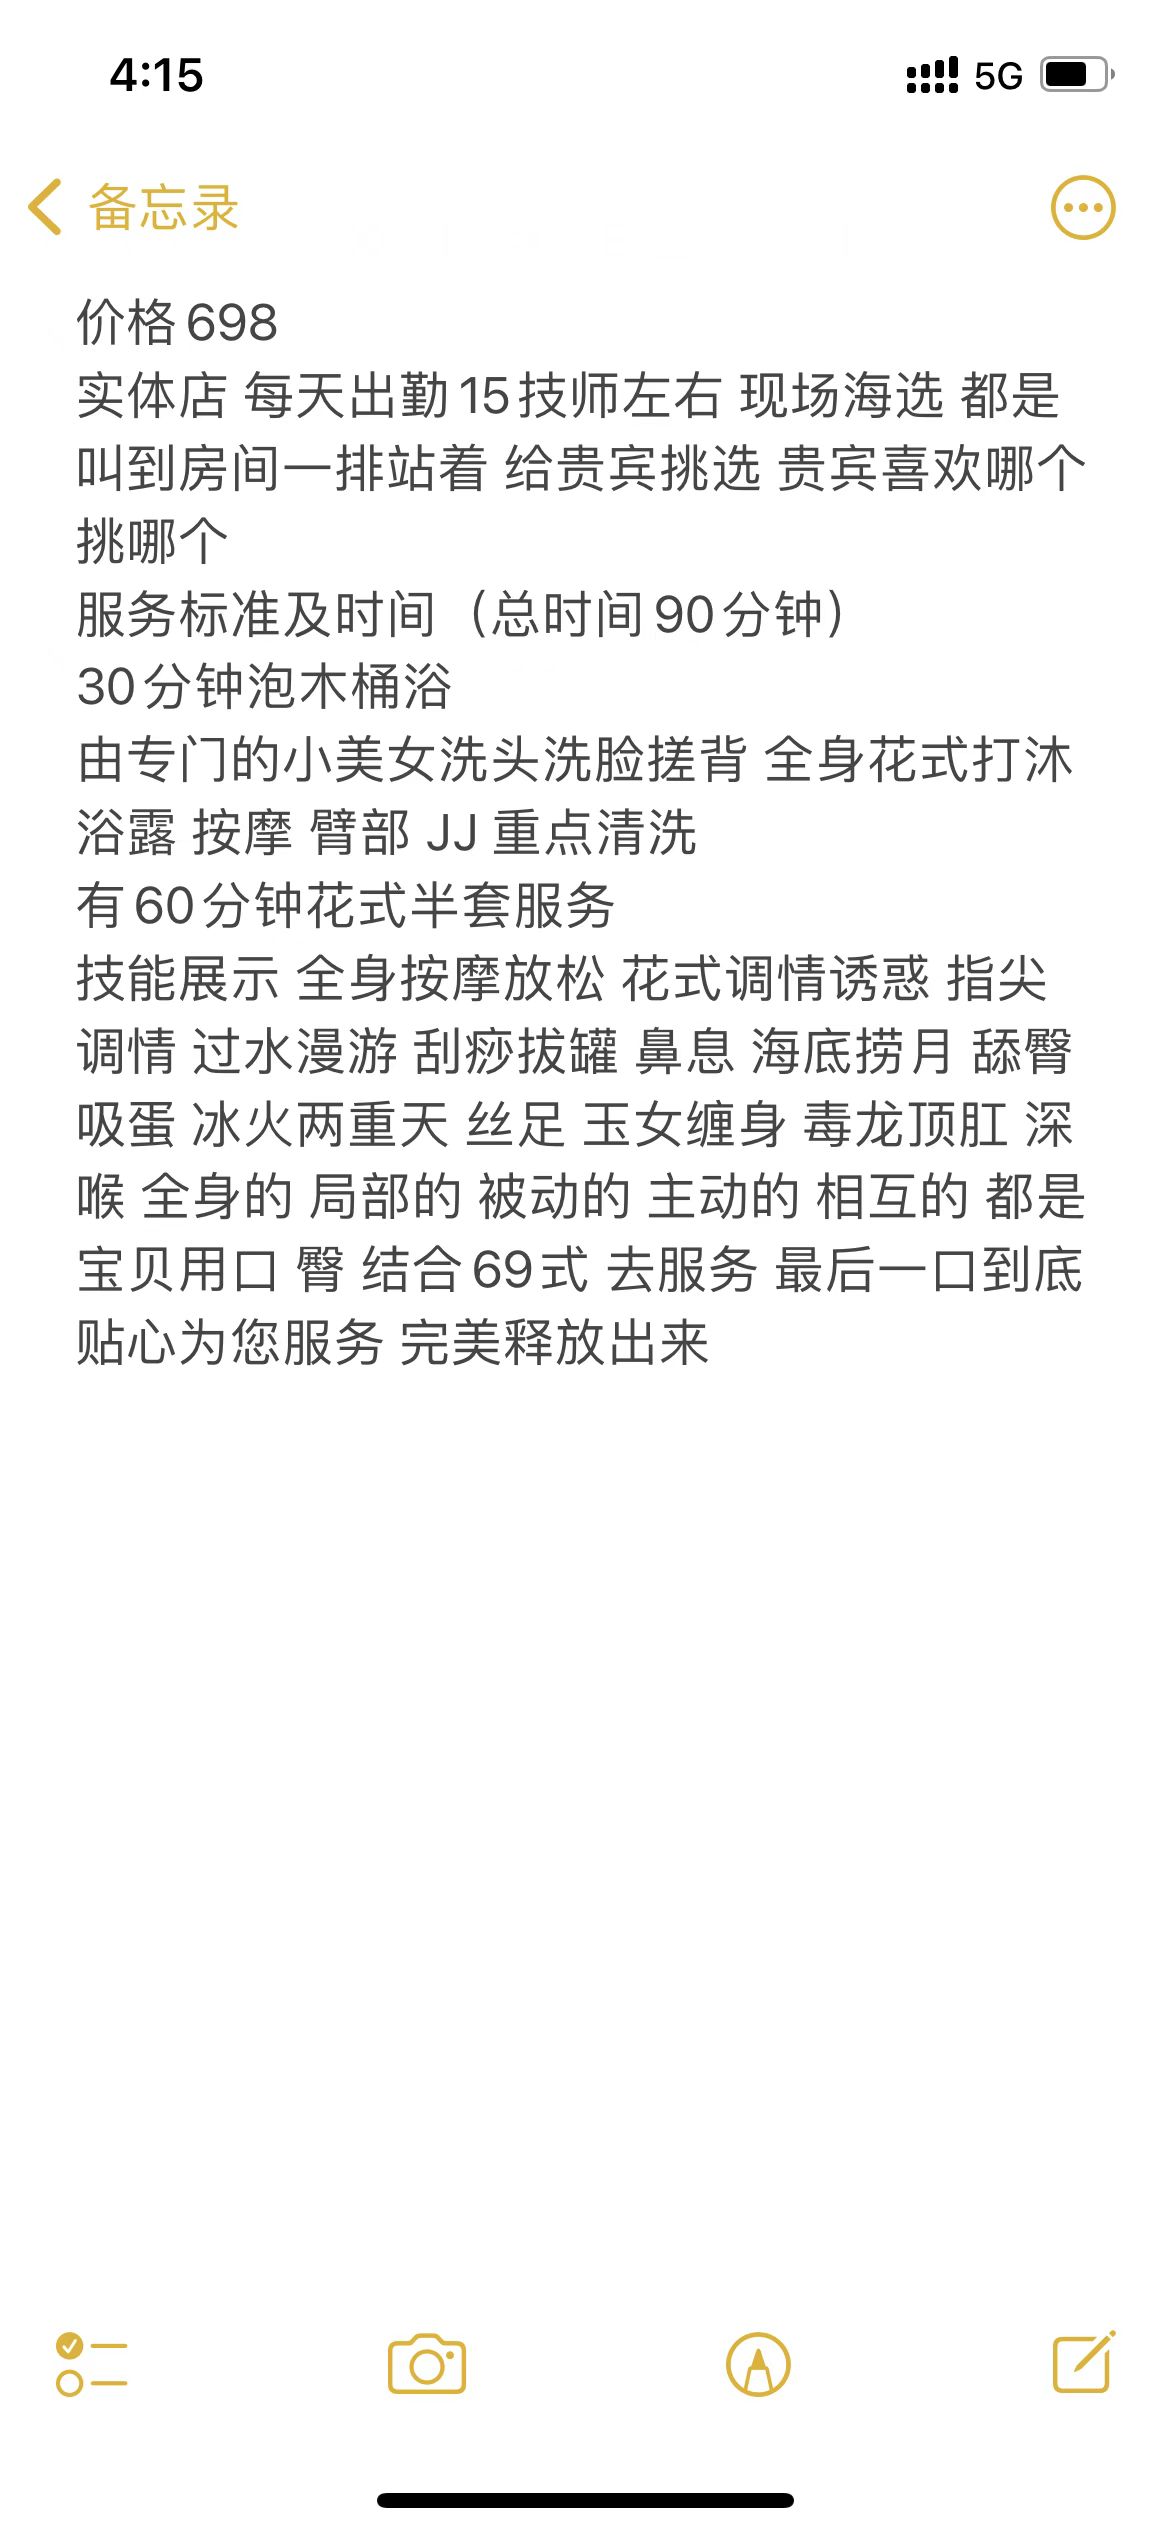 4:15
5G
备忘录
价格698
实体店 每天出勤15技师左右 现场海选 都是
叫到房间一排站着 给贵宾挑选 贵宾喜欢哪个
挑哪个
服务标准及时间（总时间90分钟）
30分钟泡木桶浴
由专门的小美女洗头洗脸搓背 全身花式打沐
浴露 按摩 臂部 JJ 重点清洗
有60分钟花式半套服务
技能展示 全身按摩放松 花式调情诱惑 指尖
调情 过水漫游 刮痧拔罐 鼻息 海底捞月 舔臀
吸蛋 冰火两重天 丝足 玉女缠身 毒龙顶肛 深
喉 全身的 局部的 被动的 主动的 相互的 都是
宝贝用口 臀 结合69式 去服务 最后一口到底
贴心为您服务 完美释放出来